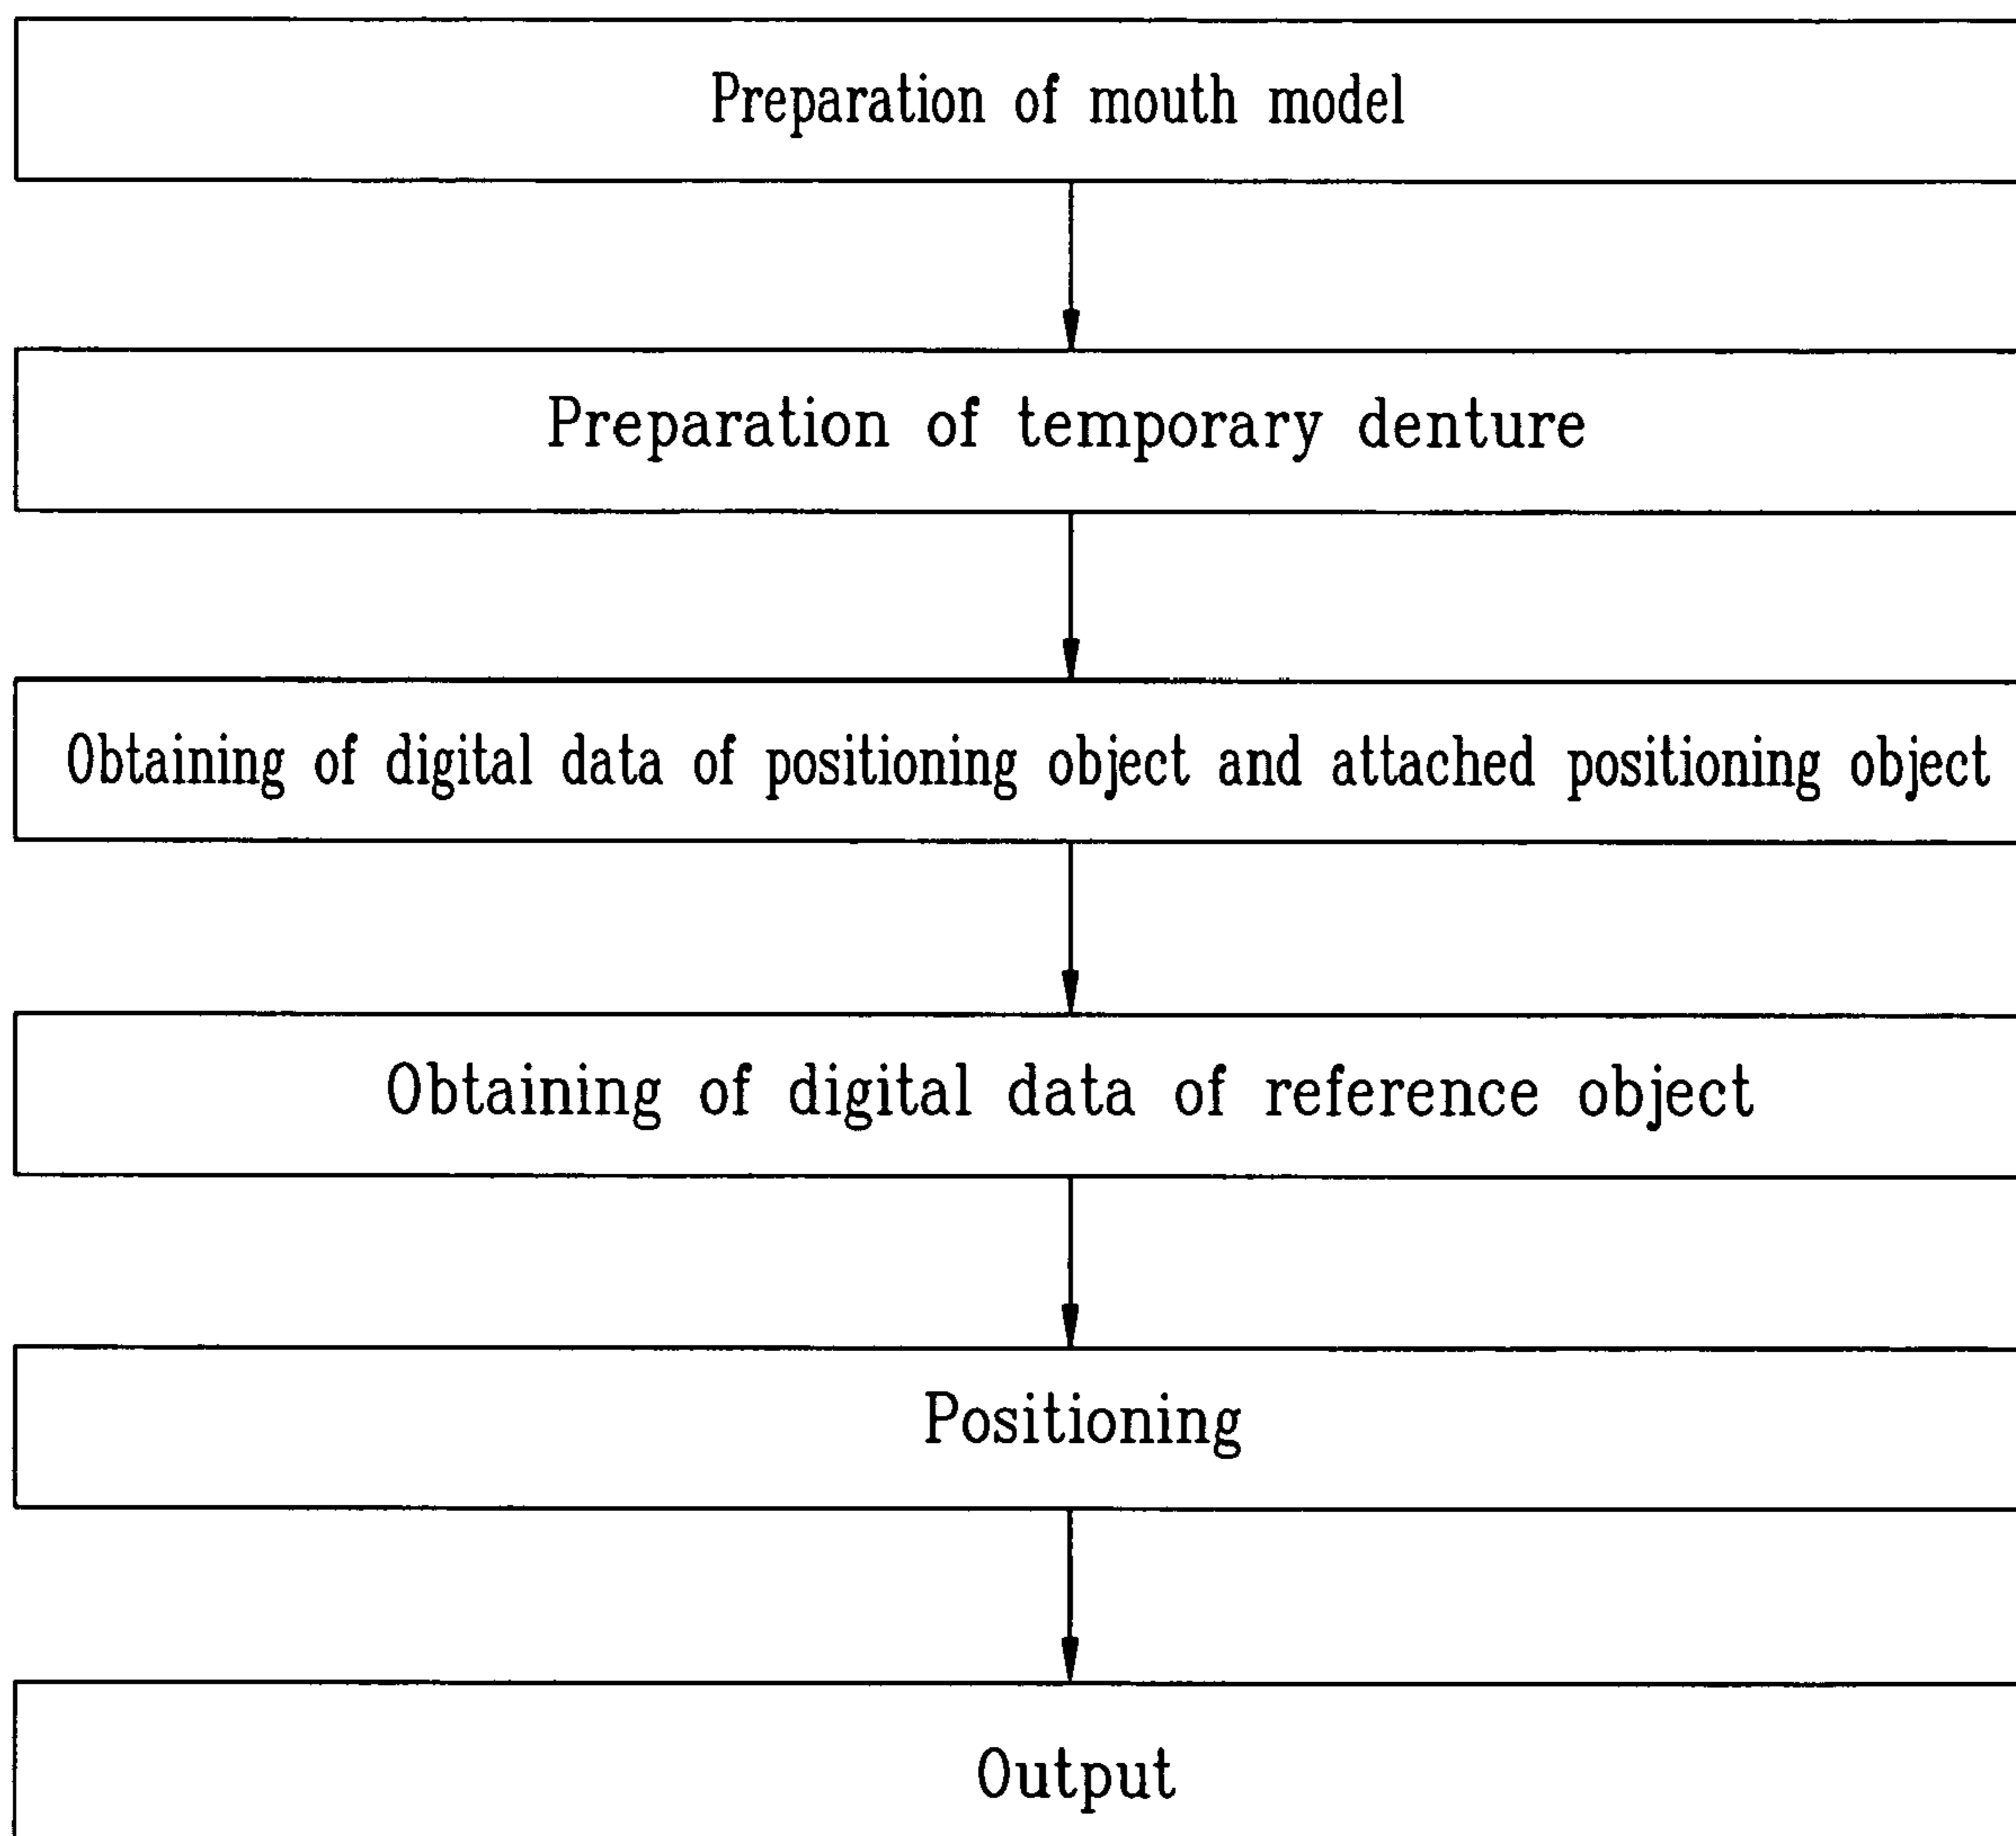 Preparation of mouth model
Preparation of temporary denture
Obtaining of digital data of positioning object and attached positioning object
Obtaining of digital data of reference object
Positioning
Output